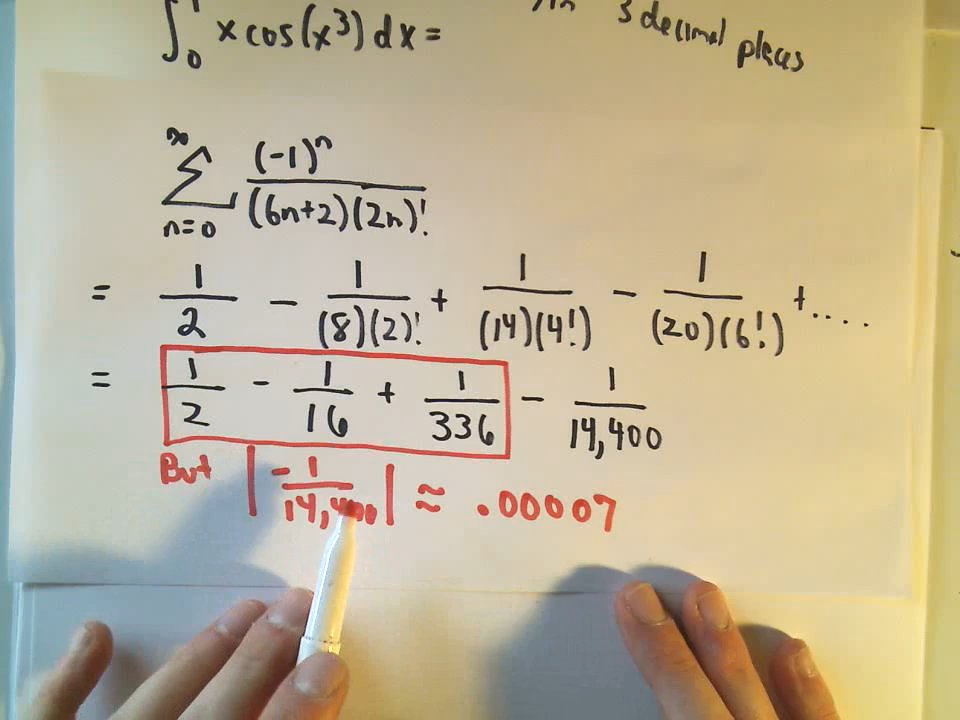 ∫₀¹ x cos(x³) dx = 3 decimal places
∞
∑ (-1)ⁿ / (6n+2)(2n)!
n=0
= 1/2 - 1/(8)(2)! + 1/(14)(4!) - 1/(20)(6!) + ....
= 1/2 - 1/16 + 1/336 - 1/14,400
But |-1/14,400| ≈ .00007